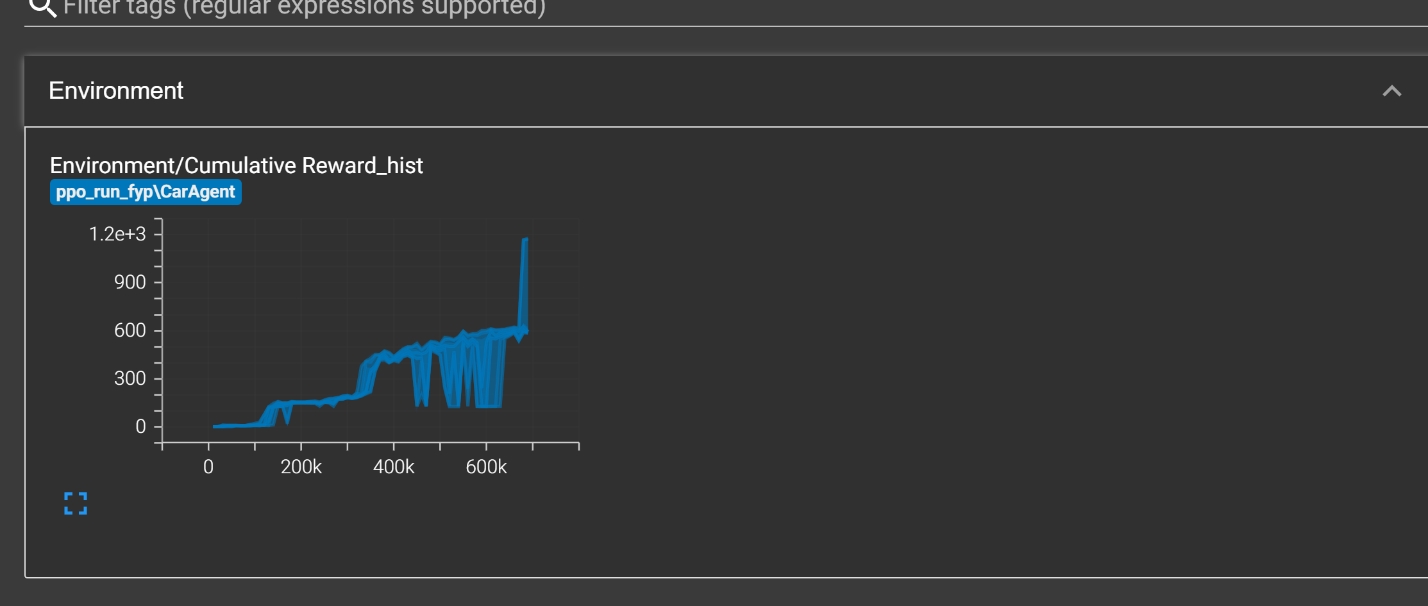 Filter tags (regular expressions supported)
Environment
Environment/Cumulative Reward_hist
ppo_run_fyp\CarAgent
1.2e+3
900
600
300
0
0 200k 400k 600k